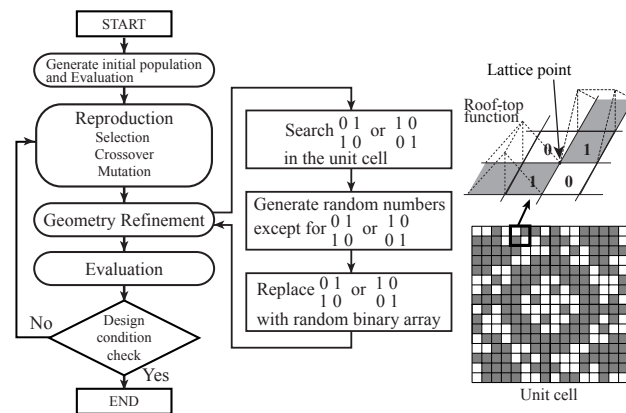 START
Generate initial population
and Evaluation
Reproduction
Selection
Crossover
Mutation
Geometry Refinement
Evaluation
Design
condition
check
No
Yes
END
Search 0 1 or 1 0
1 0 0 1
in the unit cell
Generate random numbers
except for 0 1 or 1 0
1 0 0 1
Replace 0 1 or 1 0
1 0 0 1
with random binary array
Lattice point
Roof-top
function
0 1
1 0
Unit cell